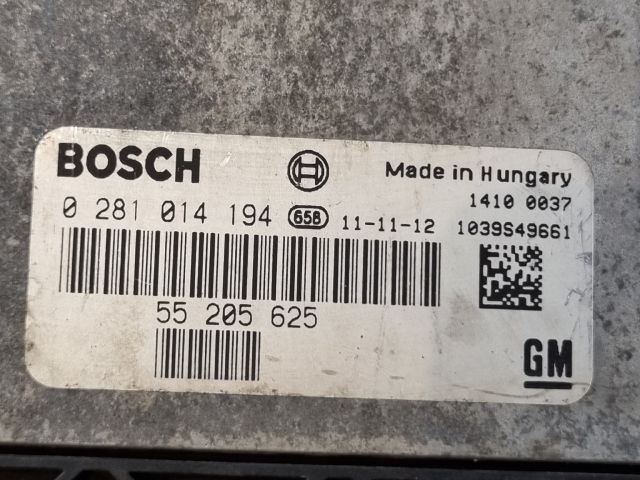 BOSCH
Made in Hungary
1410 0037
0 281 014 194 658 11-11-12 1039S49661
55 205 625
GM